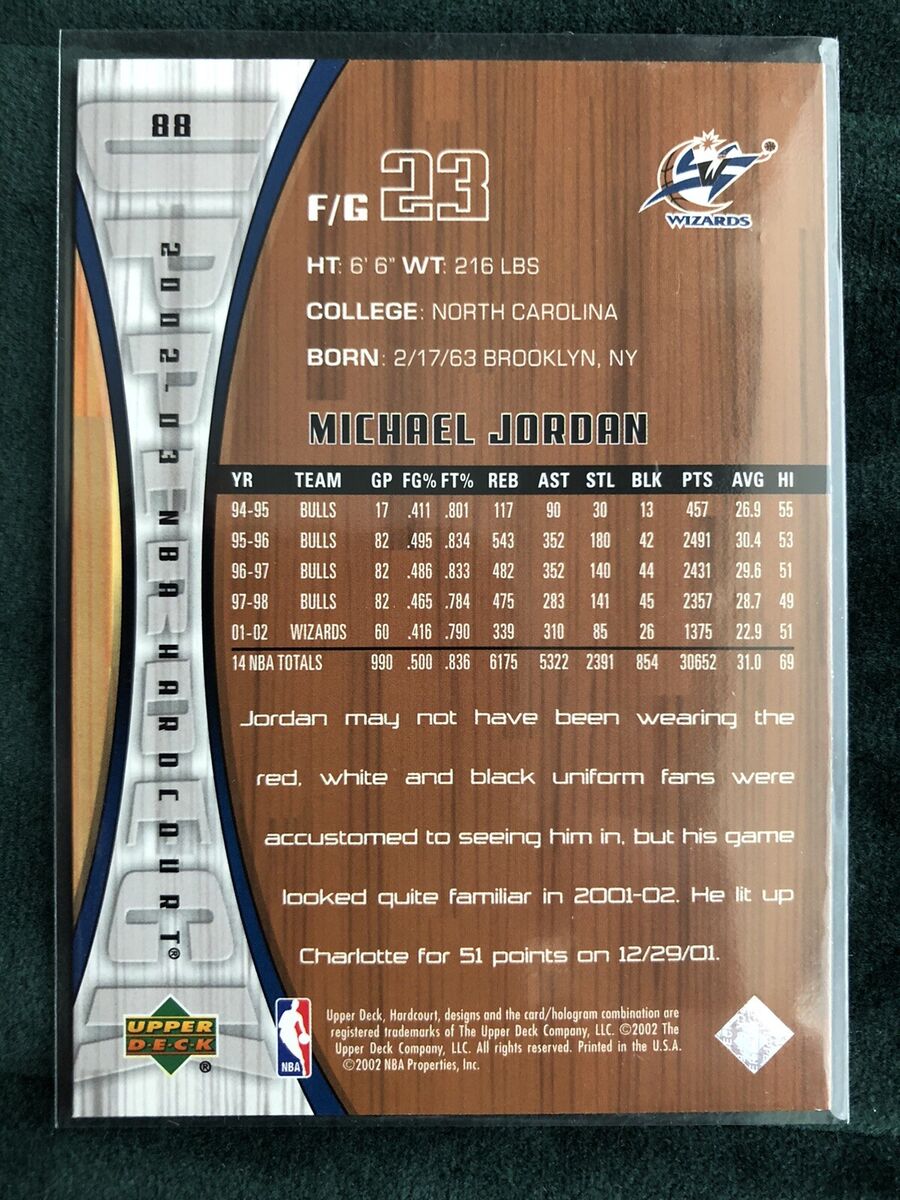 88
F/G 23
WIZARDS
HT: 6' 6" WT: 216 LBS
COLLEGE: NORTH CAROLINA
BORN: 2/17/63 BROOKLYN, NY
MICHAEL JORDAN
YR TEAM GP FG% FT% REB AST STL BLK PTS AVG HI
94-95 BULLS 17 .411 .801 117 90 30 13 457 26.9 55
95-96 BULLS 82 .495 .834 543 352 180 42 2491 30.4 53
96-97 BULLS 82 .486 .833 482 352 140 44 2431 29.6 51
97-98 BULLS 82 .465 .784 475 283 141 45 2357 28.7 49
01-02 WIZARDS 60 .416 .790 339 310 85 26 1375 22.9 51
14 NBA TOTALS 990 .500 .836 6175 5322 2391 854 30652 31.0 69
Jordan may not have been wearing the
red, white and black uniform fans were
accustomed to seeing him in, but his game
looked quite familiar in 2001-02. He lit up
Charlotte for 51 points on 12/29/01.
2002-03 NBA HARDCOURT®
UPPER DECK
UPPER
DECK®
NBA
Upper Deck, Hardcourt, designs and the card/hologram combination are
registered trademarks of The Upper Deck Company, LLC. ©2002 The
Upper Deck Company, LLC. All rights reserved. Printed in the U.S.A.
©2002 NBA Properties, Inc.